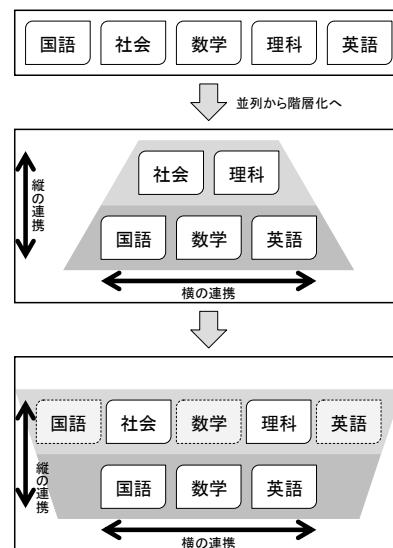 国語 社会 数学 理科 英語
並列から階層化へ
社会 理科
縦の連携
国語 数学 英語
横の連携
国語 社会 数学 理科 英語
縦の連携
国語 数学 英語
横の連携